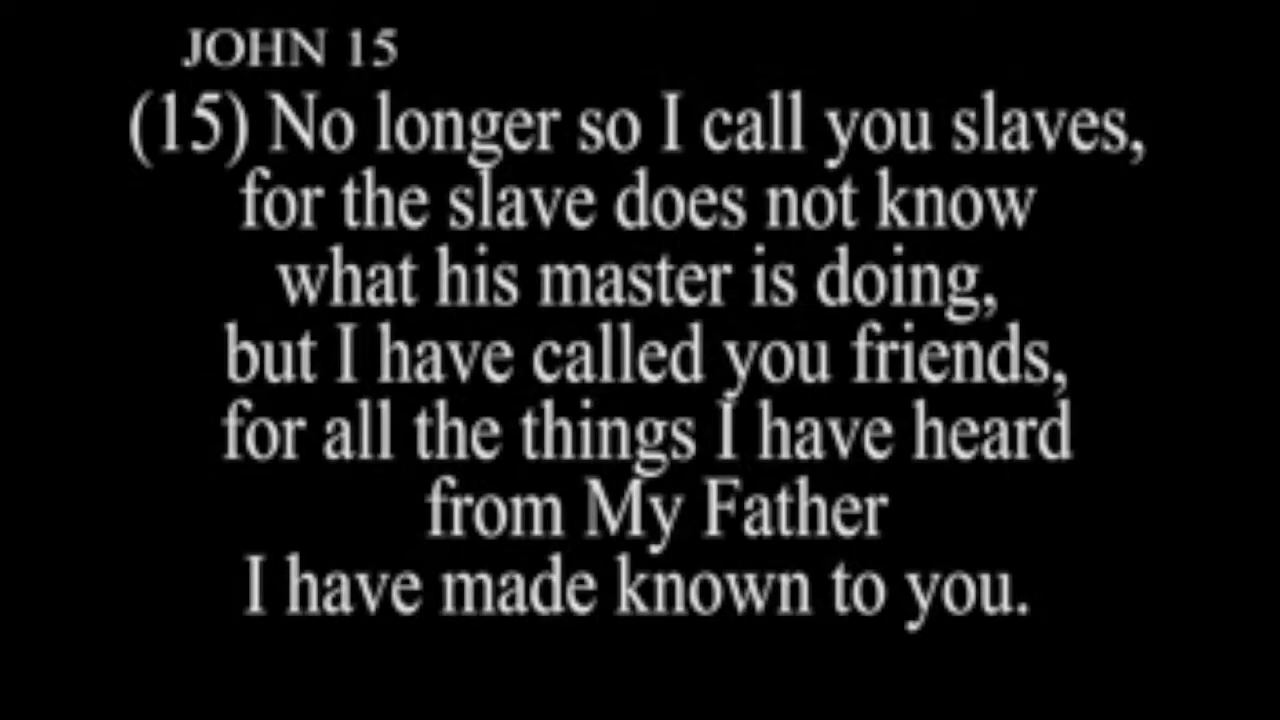 JOHN 15
(15) No longer so I call you slaves,
for the slave does not know
what his master is doing,
but I have called you friends,
for all the things I have heard
from My Father
I have made known to you.